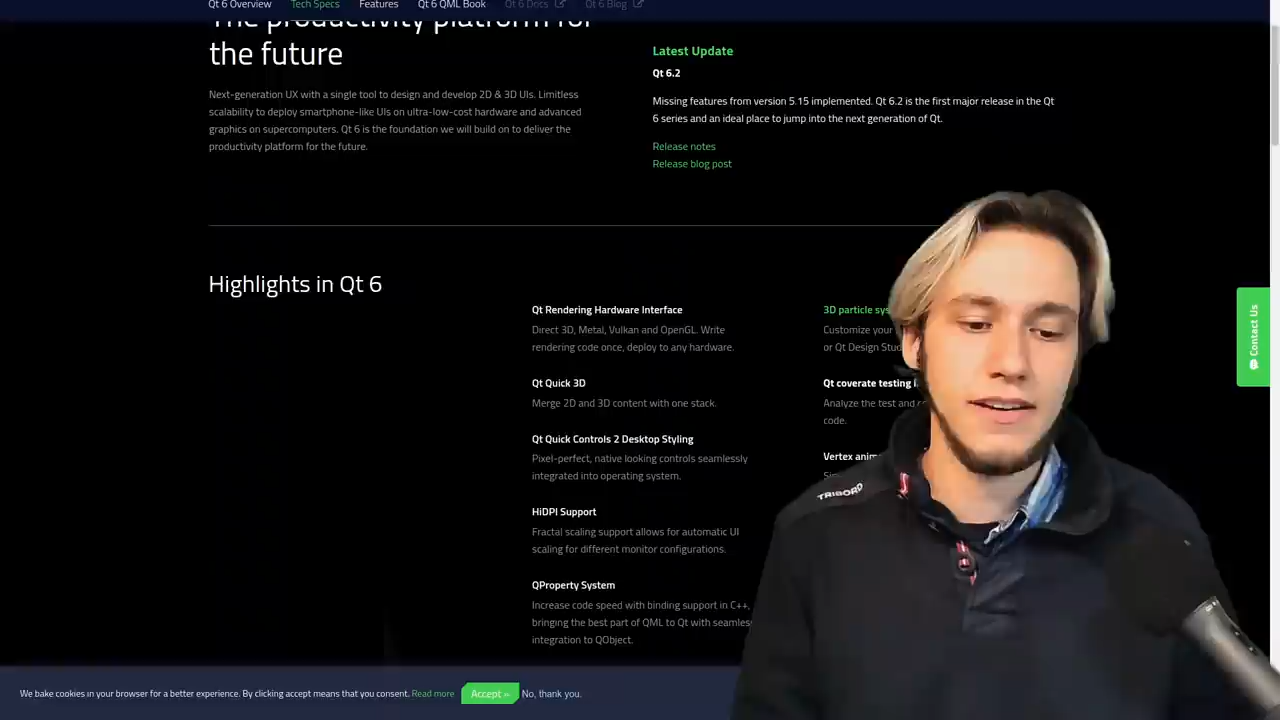 Qt 6 Overview
Tech Specs
Features
Qt 6 QML Book
Qt 6 Docs
Qt 6 Blog
The productivity platform for
the future
Next-generation UX with a single tool to design and develop 2D & 3D UIs. Limitless
scalability to deploy smartphone-like UIs on ultra-low-cost hardware and advanced
graphics on supercomputers. Qt 6 is the foundation we will build on to deliver the
productivity platform for the future.
Latest Update
Qt 6.2
Missing features from version 5.15 implemented. Qt 6.2 is the first major release in the Qt
6 series and an ideal place to jump into the next generation of Qt.
Release notes
Release blog post
Highlights in Qt 6
Qt Rendering Hardware Interface
Direct 3D, Metal, Vulkan and OpenGL. Write
rendering code once, deploy to any hardware.
Qt Quick 3D
Merge 2D and 3D content with one stack.
Qt Quick Controls 2 Desktop Styling
Pixel-perfect, native looking controls seamlessly
integrated into operating system.
HiDPI Support
Fractal scaling support allows for automatic UI
scaling for different monitor configurations.
QProperty System
Increase code speed with binding support in C++,
bringing the best part of QML to Qt with seamless
integration to QObject.
3D particle
Customize your
or Qt Design
Qt coverate testing
Analyze the test and
code.
Vertex
Contact Us
TRIBORD
We bake cookies in your browser for a better experience. By clicking accept means that you consent. Read more
Accept »
No, thank you.